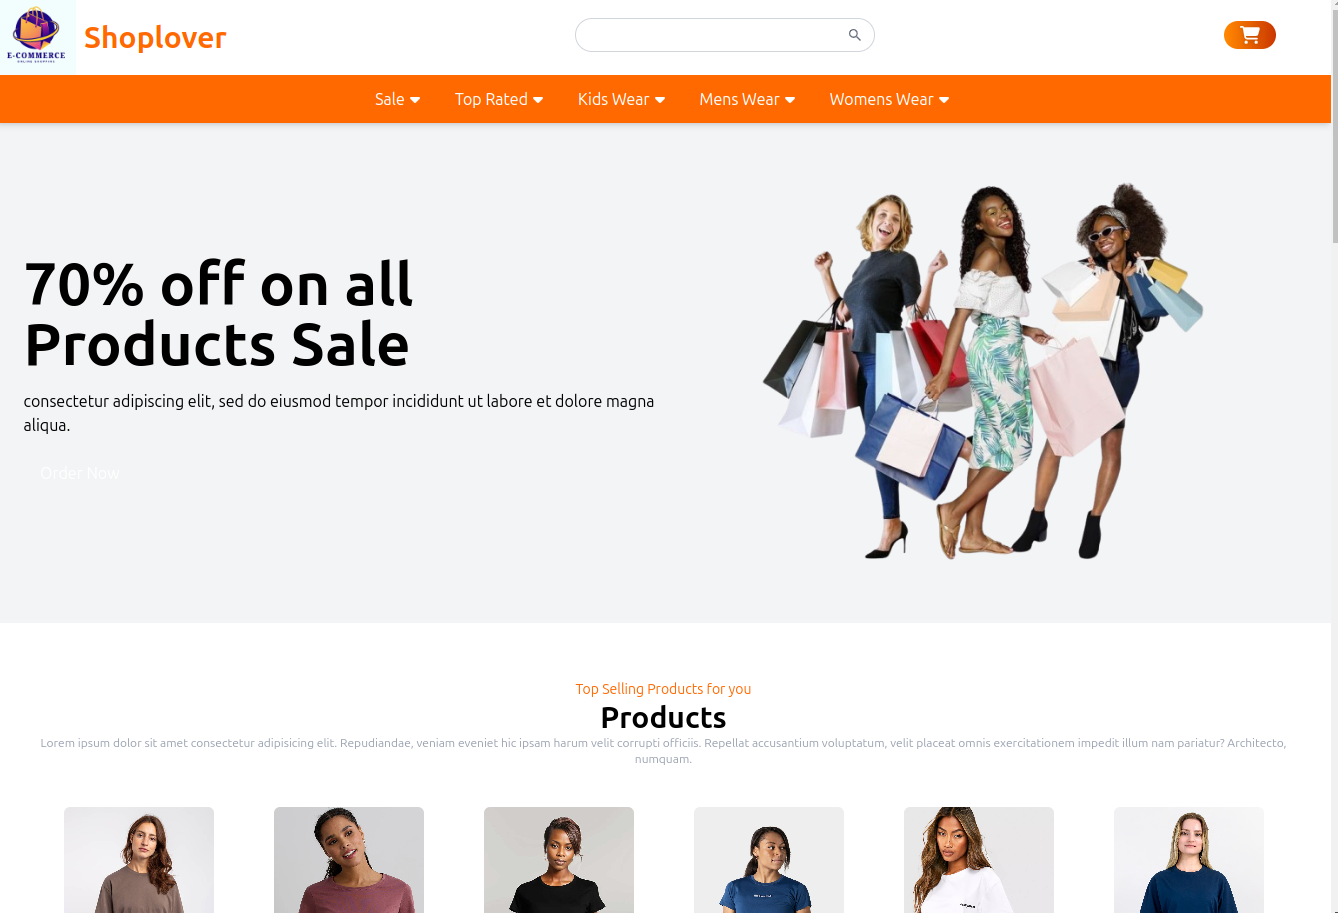 E-COMMERCE
ONLINE SHOPPING
Shoplover
Sale
Top Rated
Kids Wear
Mens Wear
Womens Wear
70% off on all
Products Sale
consectetur adipiscing elit, sed do eiusmod tempor incididunt ut labore et dolore magna
aliqua.
Order Now
Top Selling Products for you
Products
Lorem ipsum dolor sit amet consectetur adipisicing elit. Repudiandae, veniam eveniet hic ipsam harum velit corrupti officiis. Repellat accusantium voluptatum, velit placeat omnis exercitationem impedit illum nam pariatur? Architecto,
numquam.